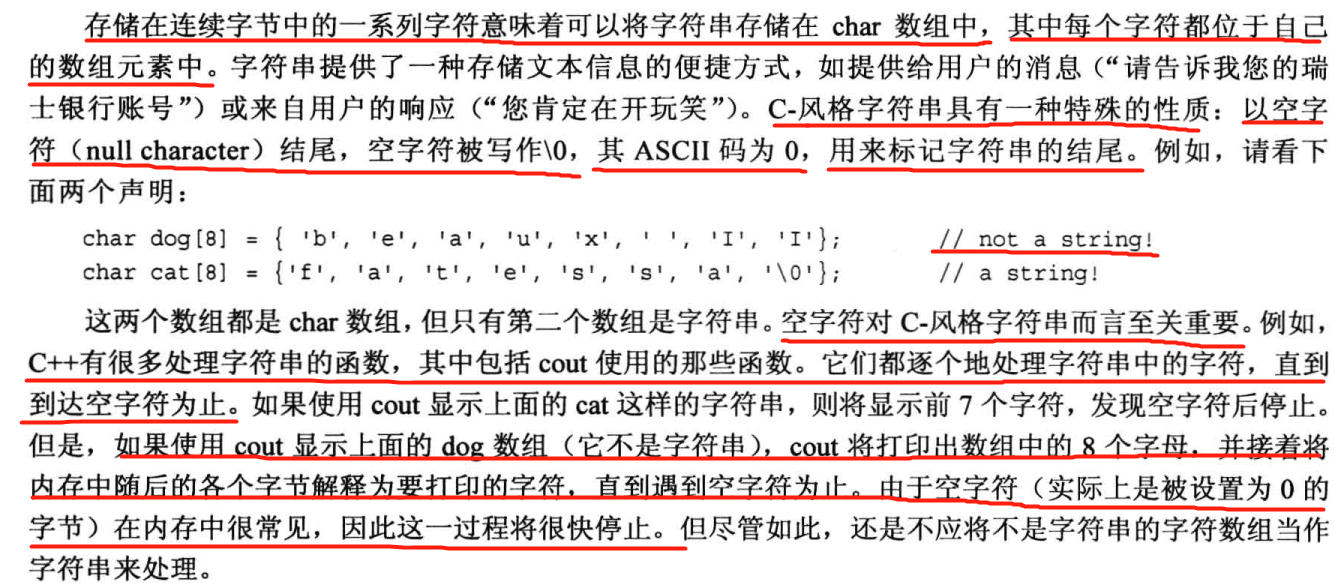 存储在连续字节中的一系列字符意味着可以将字符串存储在 char 数组中，其中每个字符都位于自己
的数组元素中。字符串提供了一种存储文本信息的便捷方式，如提供给用户的消息（“请告诉我您的瑞
士银行账号”）或来自用户的响应（“您肯定在开玩笑”）。C-风格字符串具有一种特殊的性质：以空字
符（null character）结尾，空字符被写作\0，其 ASCII 码为 0，用来标记字符串的结尾。例如，请看下
面两个声明：
char dog[8] = { 'b', 'e', 'a', 'u', 'x', ' ', 'I', 'I'}; // not a string!
char cat[8] = {'f', 'a', 't', 'e', 's', 's', 'a', '\0'}; // a string!
这两个数组都是 char 数组，但只有第二个数组是字符串。空字符对 C-风格字符串而言至关重要。例如，
C++有很多处理字符串的函数，其中包括 cout 使用的那些函数。它们都逐个地处理字符串中的字符，直到
到达空字符为止。如果使用 cout 显示上面的 cat 这样的字符串，则将显示前 7 个字符，发现空字符后停止。
但是，如果使用 cout 显示上面的 dog 数组（它不是字符串），cout 将打印出数组中的 8 个字母，并接着将
内存中随后的各个字节解释为要打印的字符，直到遇到空字符为止。由于空字符（实际上是被设置为 0 的
字节）在内存中很常见，因此这一过程将很快停止。但尽管如此，还是不应将不是字符串的字符数组当作
字符串来处理。